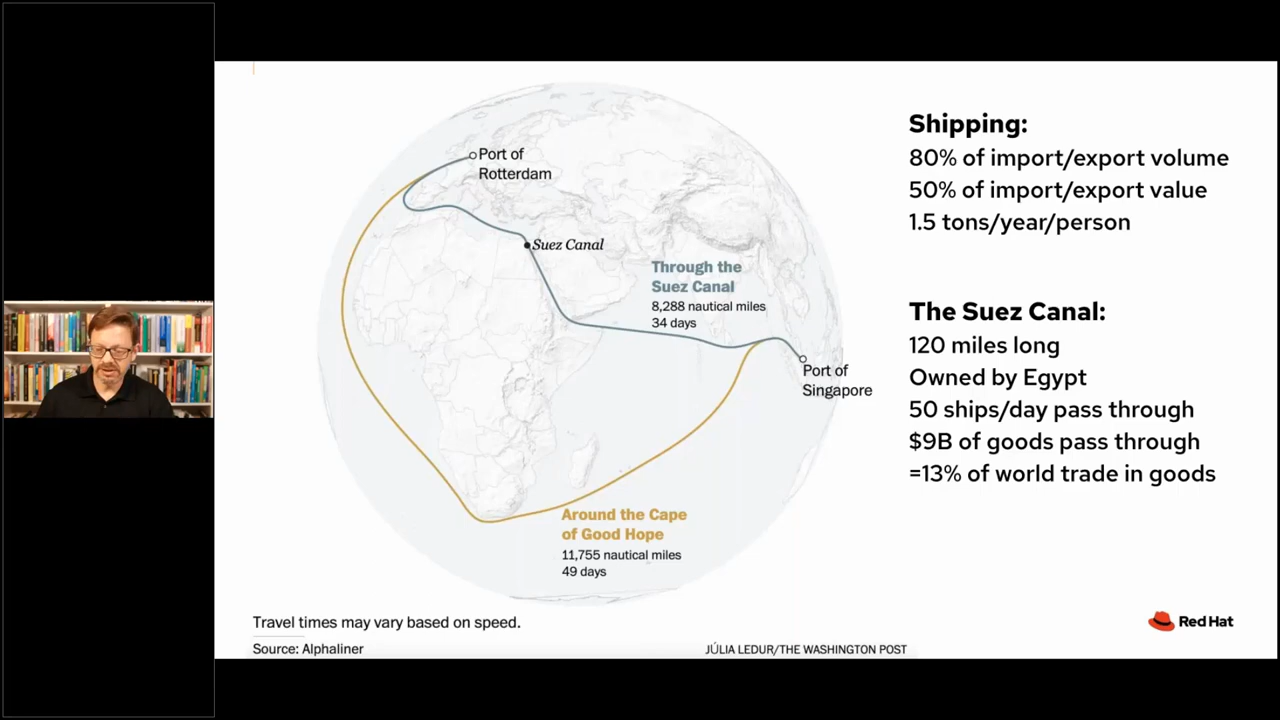 Port of
Rotterdam
Suez Canal
Through the
Suez Canal
8,288 nautical miles
34 days
Port of
Singapore
Around the Cape
of Good Hope
11,755 nautical miles
49 days
Travel times may vary based on speed.
Source: Alphaliner
JÚLIA LEDUR/THE WASHINGTON POST
Shipping:
80% of import/export volume
50% of import/export value
1.5 tons/year/person
The Suez Canal:
120 miles long
Owned by Egypt
50 ships/day pass through
$9B of goods pass through
=13% of world trade in goods
Red Hat